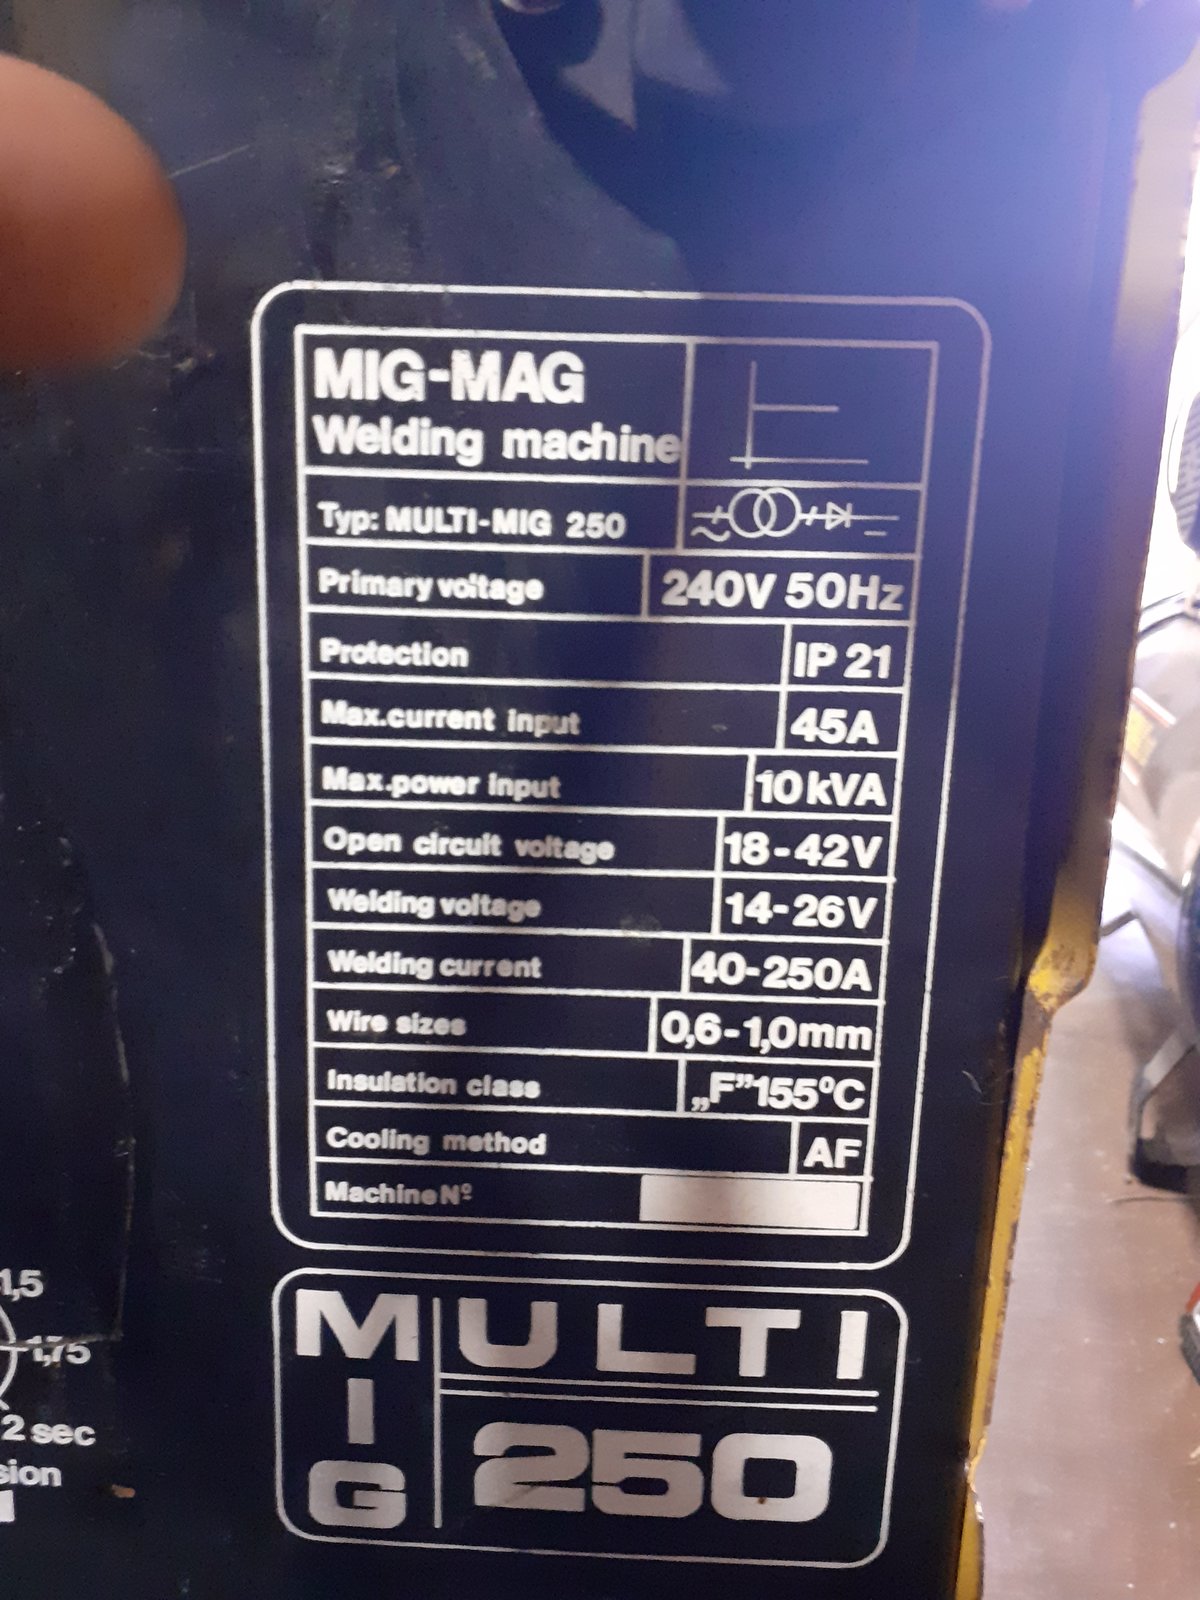 MIG-MAG
Welding machine
Typ: MULTI-MIG 250
Primary voltage 240V 50Hz
Protection IP 21
Max.current input 45A
Max.power input 10kVA
Open circuit voltage 18-42V
Welding voltage 14-26V
Welding current 40-250A
Wire sizes 0,6-1,0mm
Insulation class „F”155°C
Cooling method AF
Machine Nº
1,5
1,75
2 sec
sion
MIG MULTI
250